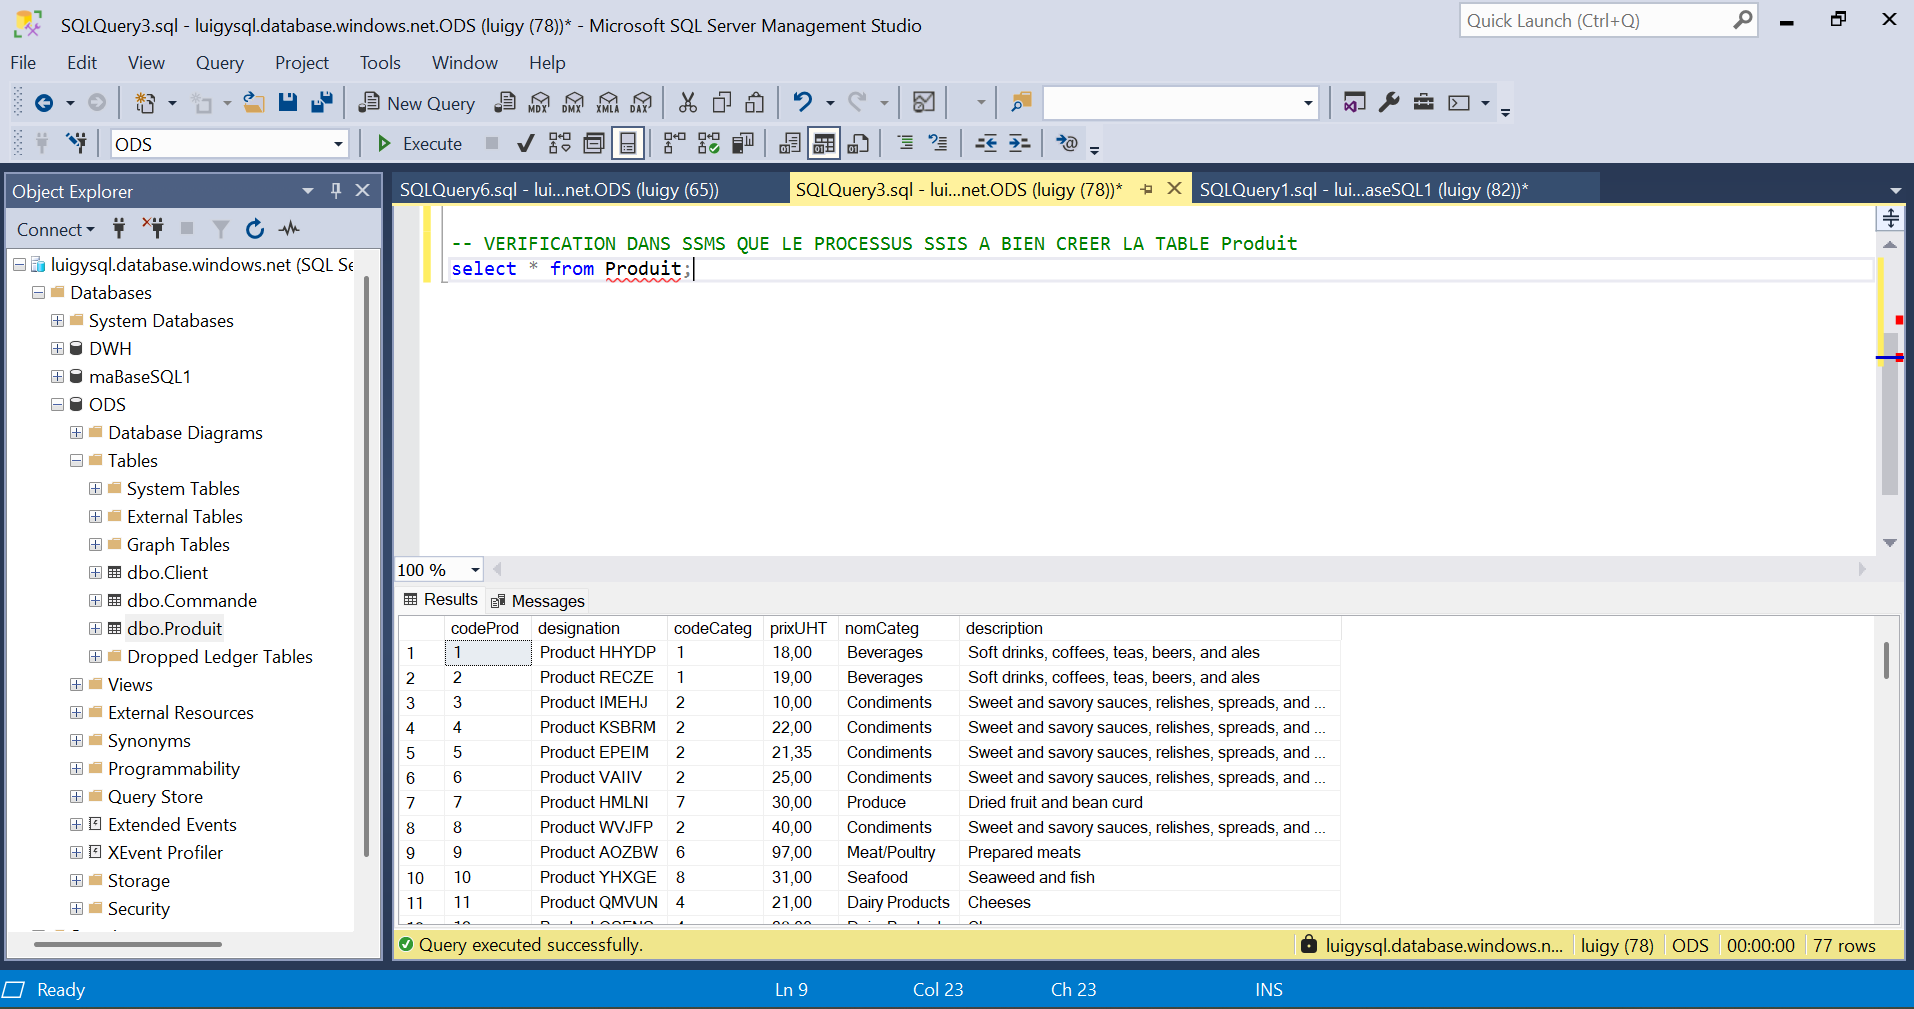 SQLQuery3.sql - luigysql.database.windows.net.ODS (luigy (78))* - Microsoft SQL Server Management Studio
Quick Launch (Ctrl+Q)
File Edit View Query Project Tools Window Help
New Query MDX DMX XMLA DAX
ODS Execute
Object Explorer
Connect
luigysql.database.windows.net (SQL Se
Databases
System Databases
DWH
maBaseSQL1
ODS
Database Diagrams
Tables
System Tables
External Tables
Graph Tables
dbo.Client
dbo.Commande
dbo.Produit
Dropped Ledger Tables
Views
External Resources
Synonyms
Programmability
Query Store
Extended Events
XEvent Profiler
Storage
Security
SQLQuery6.sql - lui...net.ODS (luigy (65)) SQLQuery3.sql - lui...net.ODS (luigy (78))* SQLQuery1.sql - lui...aseSQL1 (luigy (82))*
-- VERIFICATION DANS SSMS QUE LE PROCESSUS SSIS A BIEN CREER LA TABLE Produit
select * from Produit;
100 %
Results Messages
codeProd designation codeCateg prixUHT nomCateg description
1 1 Product HHYDP 1 18,00 Beverages Soft drinks, coffees, teas, beers, and ales
2 2 Product RECZE 1 19,00 Beverages Soft drinks, coffees, teas, beers, and ales
3 3 Product IMEHJ 2 10,00 Condiments Sweet and savory sauces, relishes, spreads, and ...
4 4 Product KSBRM 2 22,00 Condiments Sweet and savory sauces, relishes, spreads, and ...
5 5 Product EPEIM 2 21,35 Condiments Sweet and savory sauces, relishes, spreads, and ...
6 6 Product VAIIV 2 25,00 Condiments Sweet and savory sauces, relishes, spreads, and ...
7 7 Product HMLNI 7 30,00 Produce Dried fruit and bean curd
8 8 Product WVJFP 2 40,00 Condiments Sweet and savory sauces, relishes, spreads, and ...
9 9 Product AOZBW 6 97,00 Meat/Poultry Prepared meats
10 10 Product YHXGE 8 31,00 Seafood Seaweed and fish
11 11 Product QMVUN 4 21,00 Dairy Products Cheeses
Query executed successfully. luigysql.database.windows.n... luigy (78) ODS 00:00:00 77 rows
Ready Ln 9 Col 23 Ch 23 INS